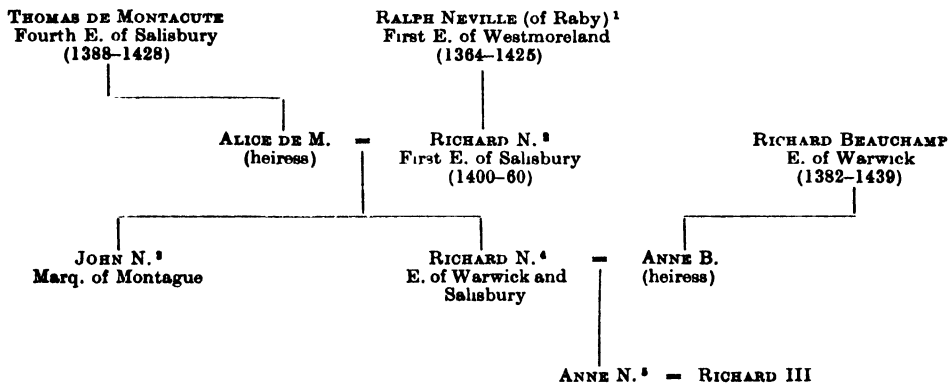 THOMAS DE MONTACUTE
Fourth E. of Salisbury
(1388–1428)
RALPH NEVILLE (of Raby) ¹
First E. of Westmoreland
(1364–1425)
ALICE DE M.
(heiress)
=
RICHARD N. ²
First E. of Salisbury
(1400–60)
RICHARD BEAUCHAMP
E. of Warwick
(1382–1439)
JOHN N. ³
Marq. of Montague
RICHARD N. ⁴
E. of Warwick and
Salisbury
=
ANNE B.
(heiress)
ANNE N. ⁵ = RICHARD III